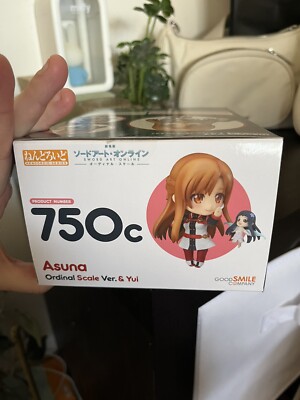 ねんどろいど
NENDOROID SERIES
劇場版
ソードアート・オンライン
SWORD ART ONLINE
-オーディナル・スケール-
PRODUCT NUMBER
750c
Asuna
Ordinal Scale Ver. & Yui
GOOD SMILE
COMPANY